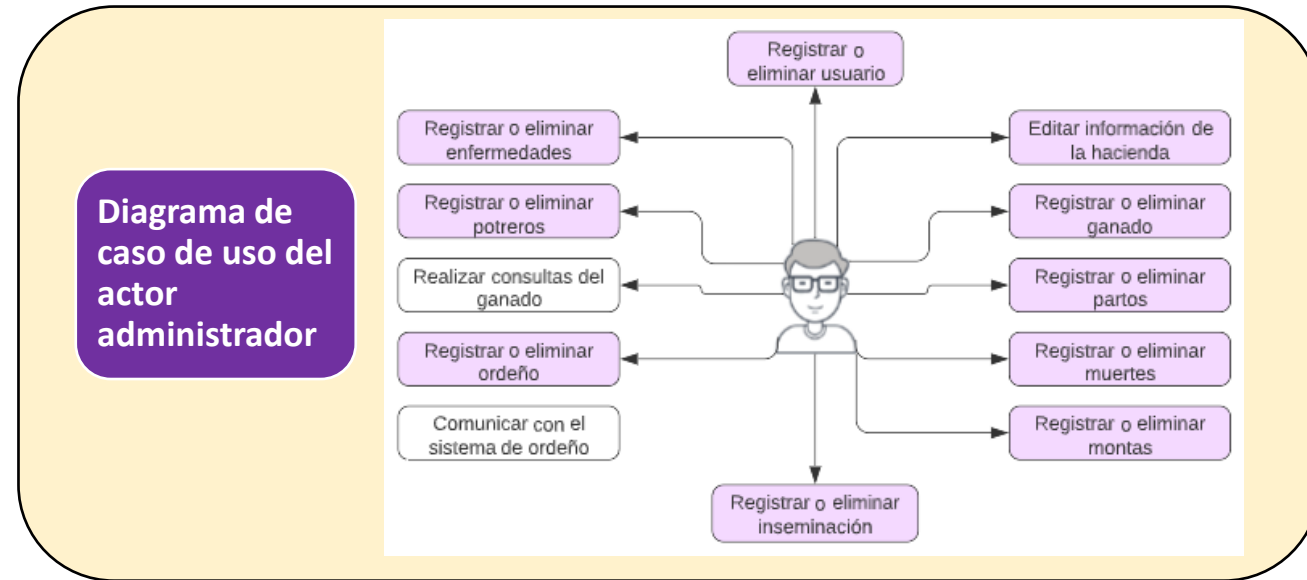 Diagrama de
caso de uso del
actor
administrador
Registrar o
eliminar usuario
Registrar o eliminar
enfermedades
Registrar o eliminar
potreros
Realizar consultas del
ganado
Registrar o eliminar
ordeño
Comunicar con el
sistema de ordeño
Editar información de
la hacienda
Registrar o eliminar
ganado
Registrar o eliminar
partos
Registrar o eliminar
muertes
Registrar o eliminar
montas
Registrar o eliminar
inseminación